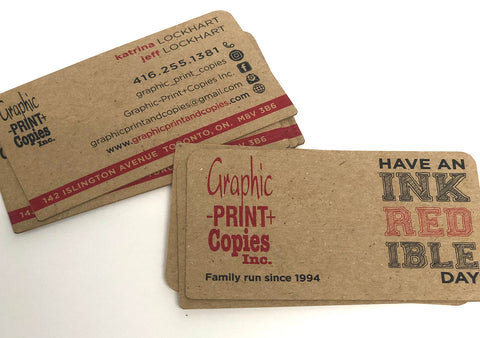 katrina LOCKHART
jeff LOCKHART
416.255.1381
graphic_print_copies
Graphic-Print+Copies Inc.
graphicprintandcopies@gmail.com
www.graphicprintandcopies.com
Graphic
-PRINT+
Copies
Inc.
142 ISLINGTON AVENUE TORONTO, ON. M8V 3B6
3B6
14
Graphic
-PRINT+
Copies
Inc.
Family run since 1994
HAVE AN
INK
RED
IBLE
DAY